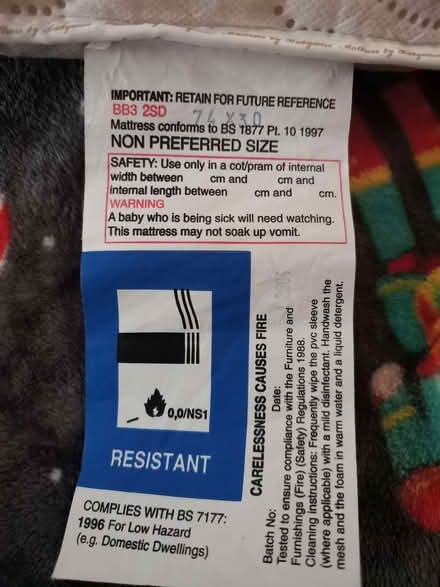 IMPORTANT: RETAIN FOR FUTURE REFERENCE
BB3 2SD
74 X 30
Mattress conforms to BS 1877 Pt. 10 1997
NON PREFERRED SIZE
SAFETY: Use only in a cot/pram of internal
width between cm and cm and
internal length between cm and cm.
WARNING
A baby who is being sick will need watching.
This mattress may not soak up vomit.
0,0/NS1
RESISTANT
COMPLIES WITH BS 7177:
1996 For Low Hazard
(e.g. Domestic Dwellings)
CARELESSNESS CAUSES FIRE
Batch No: Date:
Tested to ensure compliance with the Furniture and
Furnishings (Fire) (Safety) Regulations 1988.
Cleaning instructions: Frequently wipe the pvc sleeve
(where applicable) with a mild disinfectant. Handwash the
mesh and the foam in warm water and a liquid detergent.